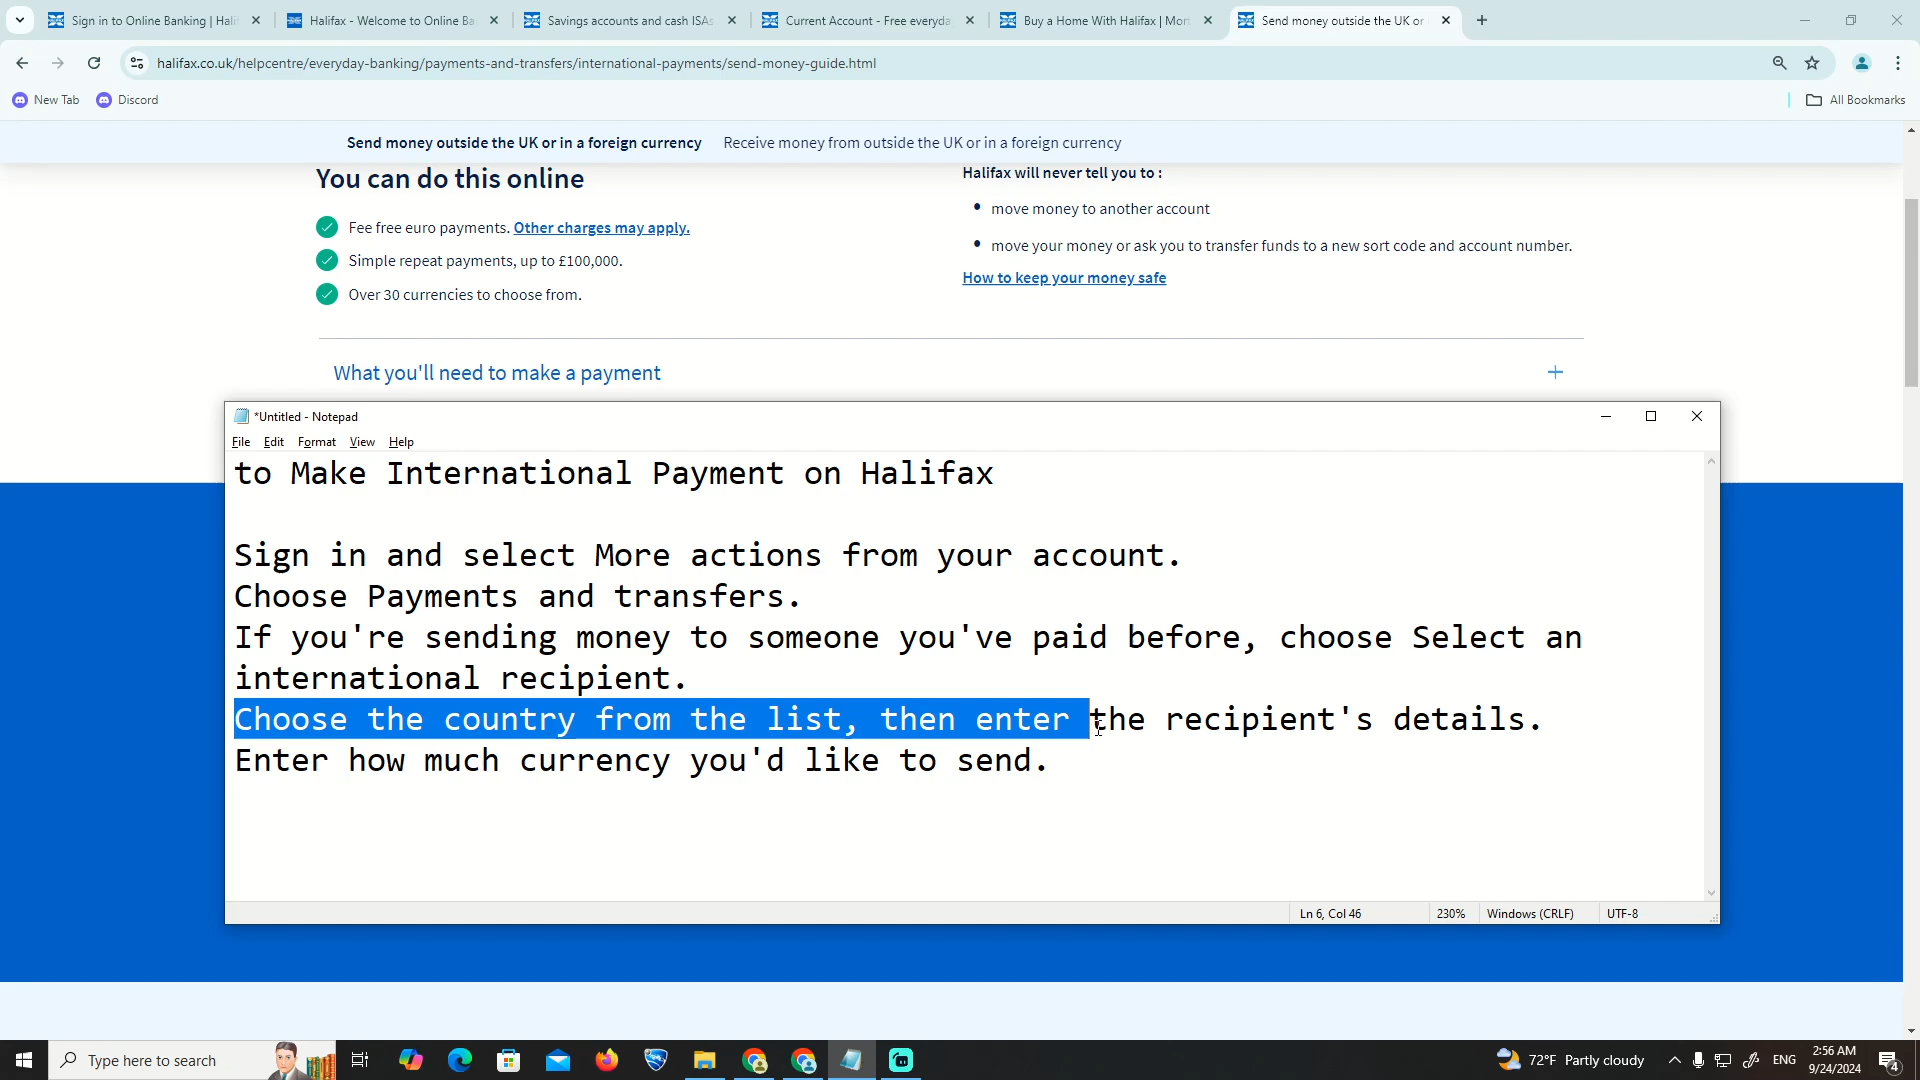 Sign in to Online Banking | Hali
Halifax - Welcome to Online Ba
Savings accounts and cash ISAs
Current Account - Free everyda
Buy a Home With Halifax | Mor
Send money outside the UK or
halifax.co.uk/helpcentre/everyday-banking/payments-and-transfers/international-payments/send-money-guide.html
New Tab
Discord
All Bookmarks
Send money outside the UK or in a foreign currency
Receive money from outside the UK or in a foreign currency
You can do this online
Fee free euro payments. Other charges may apply.
Simple repeat payments, up to £100,000.
Over 30 currencies to choose from.
Halifax will never tell you to :
move money to another account
move your money or ask you to transfer funds to a new sort code and account number.
How to keep your money safe
What you'll need to make a payment
*Untitled - Notepad
File Edit Format View Help
to Make International Payment on Halifax
Sign in and select More actions from your account.
Choose Payments and transfers.
If you're sending money to someone you've paid before, choose Select an
international recipient.
Choose the country from the list, then enter the recipient's details.
Enter how much currency you'd like to send.
Ln 6, Col 46
230%
Windows (CRLF)
UTF-8
Type here to search
72°F Partly cloudy
ENG
2:56 AM
9/24/2024
4